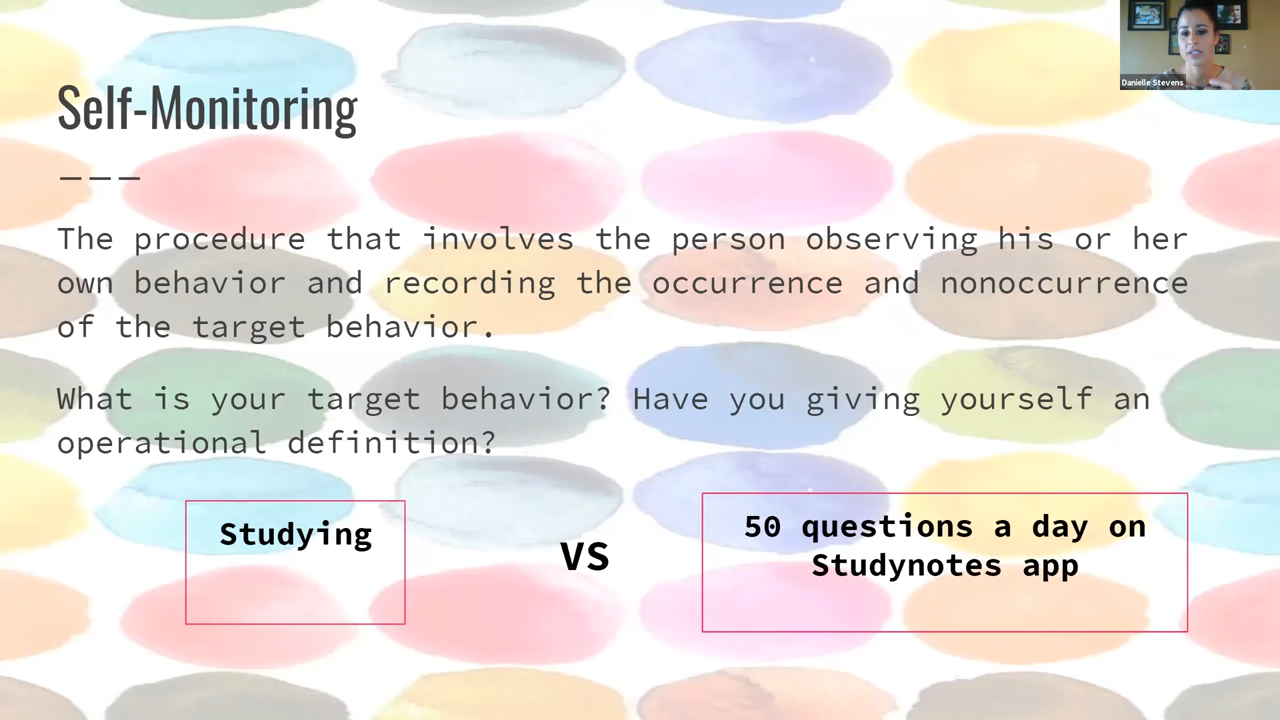 Danielle Stevens
Self-Monitoring
The procedure that involves the person observing his or her
own behavior and recording the occurrence and nonoccurrence
of the target behavior.
What is your target behavior? Have you giving yourself an
operational definition?
Studying
VS
50 questions a day on
Studynotes app